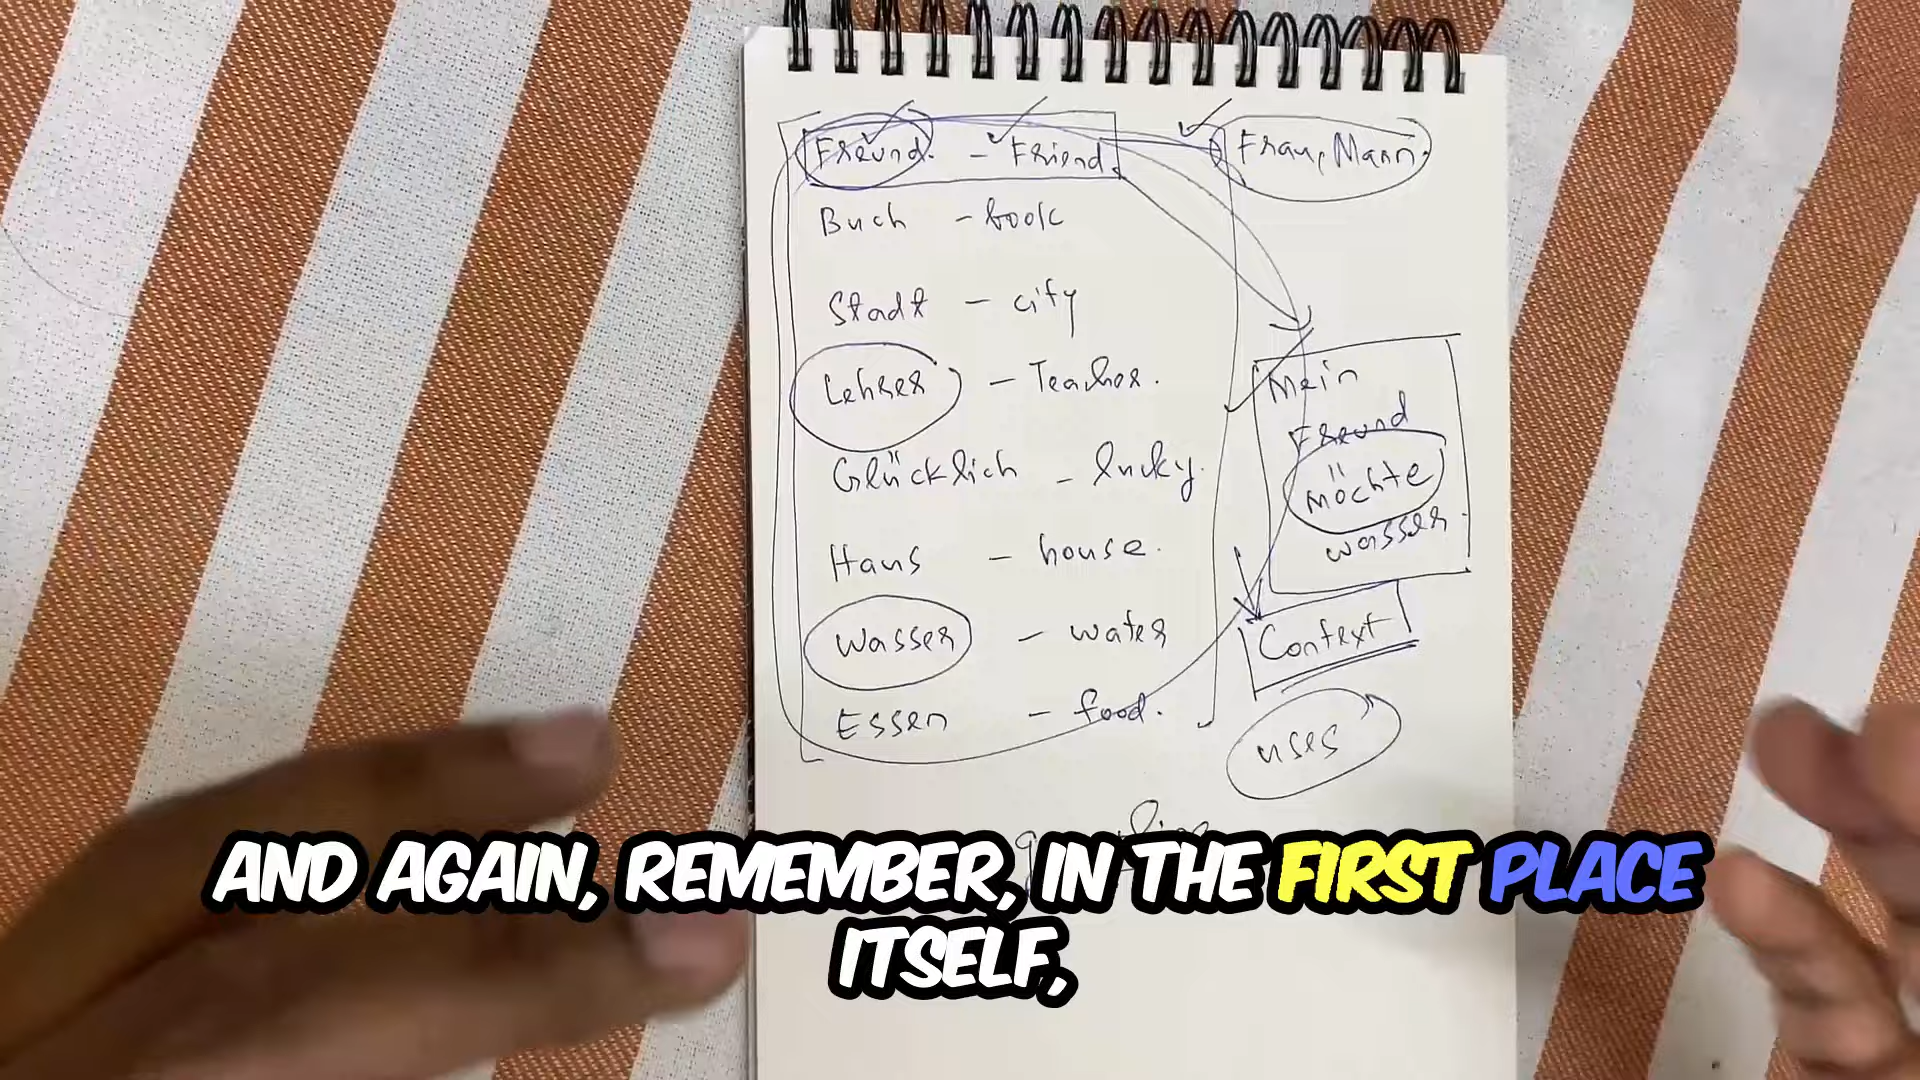 Freund. - Friend
Frau, Mann.
Buch - book
Stadt - city
Lehrer - Teacher.
Glücklich - lucky.
Haus - house.
Wasser - water
Essen - food.
Mein
Freund
möchte
wasser.
Context
uses
AND AGAIN, REMEMBER, IN THE FIRST PLACE
ITSELF,